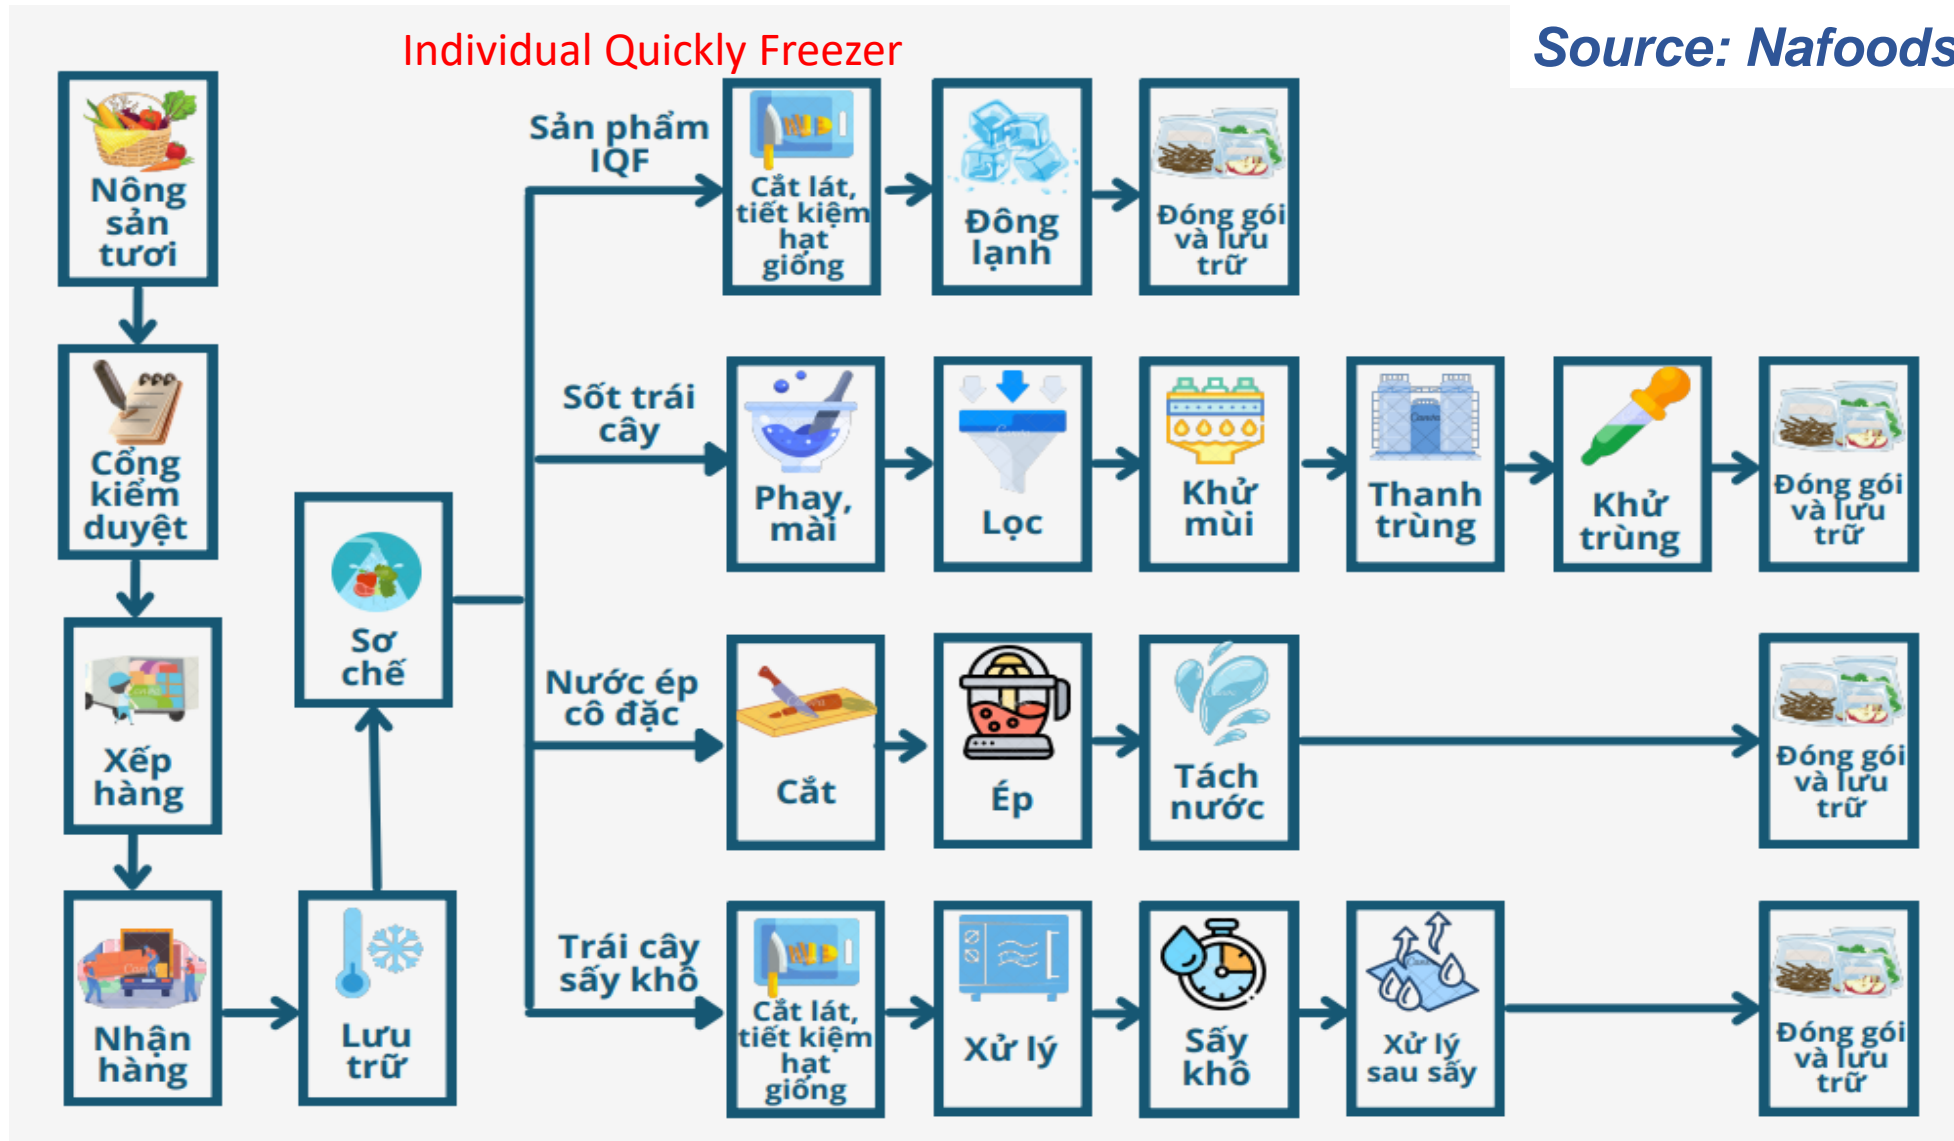 Individual Quickly Freezer
Source: Nafoods
Nông
sản
tươi
Cổng
kiểm
duyệt
Xếp
hàng
Nhận
hàng
Lưu
trữ
Sơ
chế
Sản phẩm
IQF
Cắt lát,
tiết kiệm
hạt
giống
Đông
lạnh
Đóng gói
và lưu
trữ
Sốt trái
cây
Phay,
mài
Lọc
Khử
mùi
Thanh
trùng
Khử
trùng
Đóng gói
và lưu
trữ
Nước ép
cô đặc
Cắt
Ép
Tách
nước
Đóng gói
và lưu
trữ
Trái cây
sấy khô
Cắt lát,
tiết kiệm
hạt
giống
Xử lý
Sấy
khô
Xử lý
sau sấy
Đóng gói
và lưu
trữ